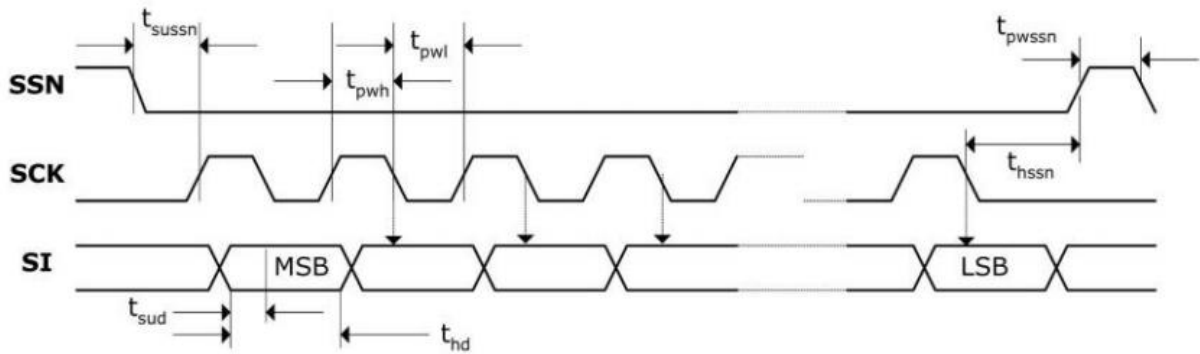 t_sussn
t_pwl
t_pwssn
SSN
t_pwh
SCK
t_hssn
SI
MSB
LSB
t_sud
t_hd